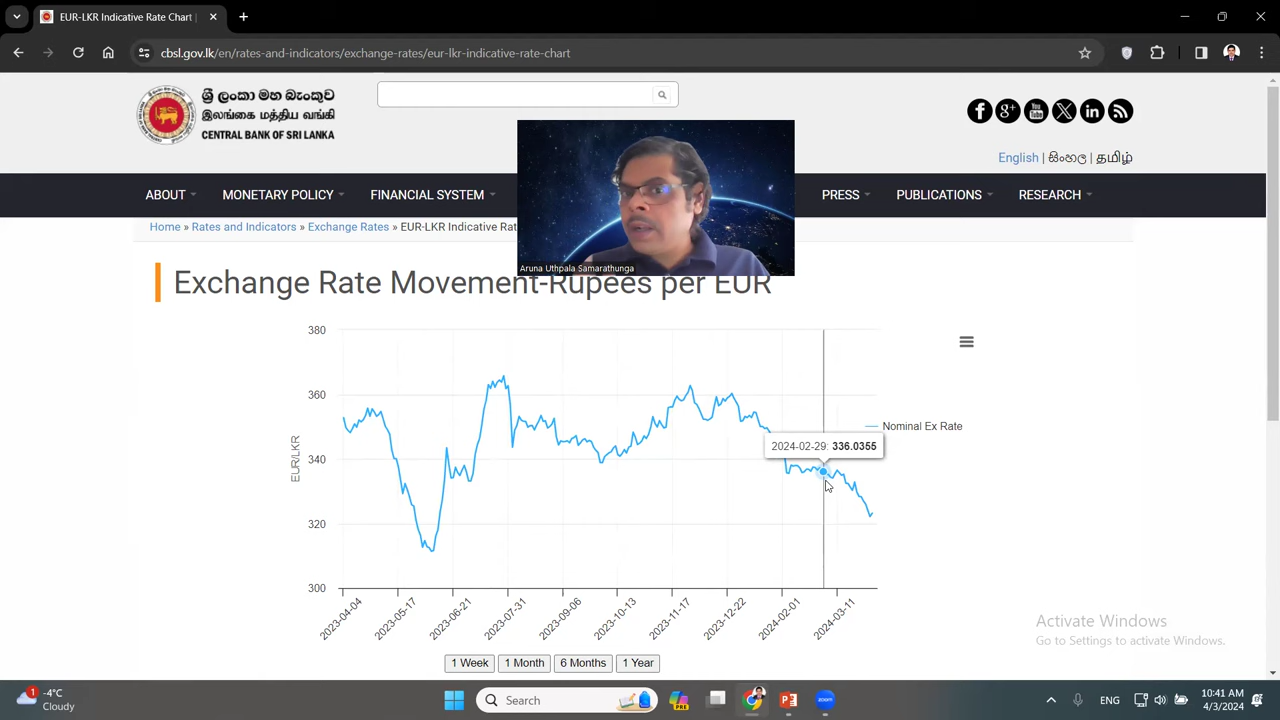 EUR-LKR Indicative Rate Chart |
cbsl.gov.lk/en/rates-and-indicators/exchange-rates/eur-lkr-indicative-rate-chart
ශ්‍රී ලංකා මහ බැංකුව
இலங்கை மத்திய வங்கி
CENTRAL BANK OF SRI LANKA
English | සිංහල | தமிழ்
ABOUT MONETARY POLICY FINANCIAL SYSTEM PRESS PUBLICATIONS RESEARCH
Home » Rates and Indicators » Exchange Rates » EUR-LKR Indicative Rat
Aruna Uthpala Samarathunga
Exchange Rate Movement-Rupees per EUR
380
360
340
320
300
EUR/LKR
Nominal Ex Rate
2024-02-29: 336.0355
2023-04-04 2023-05-17 2023-06-21 2023-07-31 2023-09-06 2023-10-13 2023-11-17 2023-12-22 2024-02-01 2024-03-11
1 Week 1 Month 6 Months 1 Year
Activate Windows
Go to Settings to activate Windows.
1
-4°C
Cloudy
Search
PRE
zoom
ENG
10:41 AM
4/3/2024